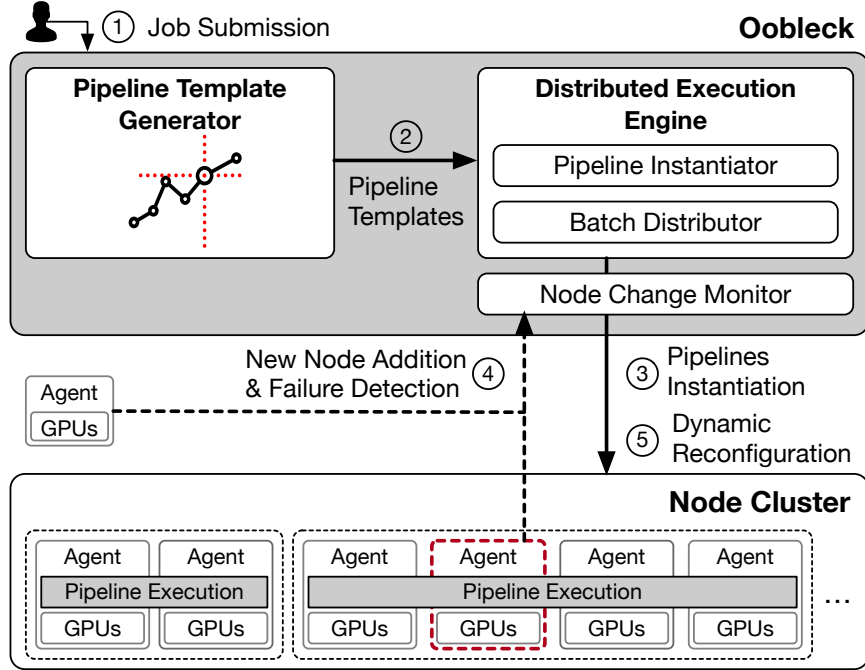 ① Job Submission
Oobleck
Pipeline Template
Generator
②
Pipeline
Templates
Distributed Execution
Engine
Pipeline Instantiator
Batch Distributor
Node Change Monitor
New Node Addition
& Failure Detection
④
③ Pipelines
Instantiation
⑤ Dynamic
Reconfiguration
Agent
GPUs
Node Cluster
Agent Agent
Pipeline Execution
GPUs GPUs
Agent Agent Agent Agent
Pipeline Execution
GPUs GPUs GPUs GPUs
...